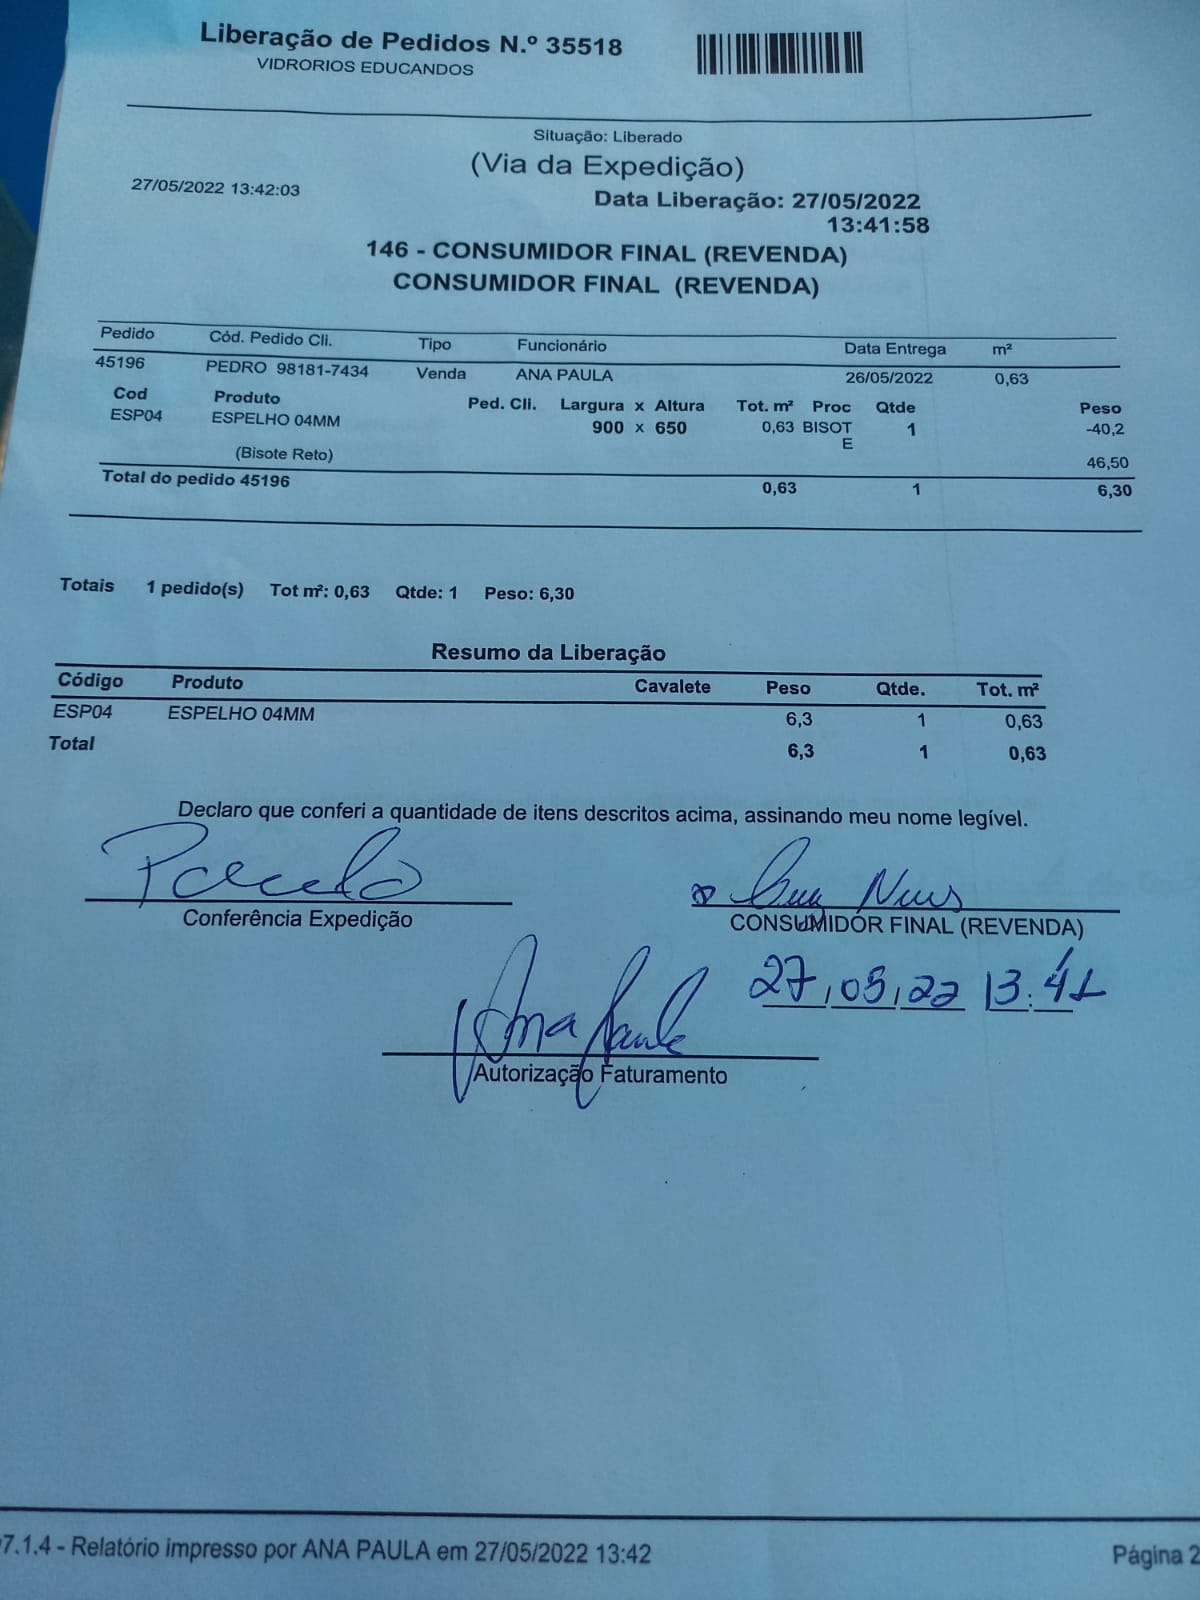 Liberação de Pedidos N.º 35518
VIDRORIOS EDUCANDOS
Situação: Liberado
(Via da Expedição)
27/05/2022 13:42:03
Data Liberação: 27/05/2022
13:41:58
146 - CONSUMIDOR FINAL (REVENDA)
CONSUMIDOR FINAL (REVENDA)
Pedido Cód. Pedido Cli. Tipo Funcionário Data Entrega m²
45196 PEDRO 98181-7434 Venda ANA PAULA 26/05/2022 0,63
Cod Produto Ped. Cli. Largura x Altura Tot. m² Proc Qtde Peso
ESP04 ESPELHO 04MM 900 x 650 0,63 BISOT 1 -40,2
E
(Bisote Reto) 46,50
Total do pedido 45196 0,63 1 6,30
Totais 1 pedido(s) Tot m²: 0,63 Qtde: 1 Peso: 6,30
Resumo da Liberação
Código Produto Cavalete Peso Qtde. Tot. m²
ESP04 ESPELHO 04MM 6,3 1 0,63
Total 6,3 1 0,63
Declaro que conferi a quantidade de itens descritos acima, assinando meu nome legível.
Conferência Expedição
CONSUMIDOR FINAL (REVENDA)
27,05,22 13:41
Ana Paula
Autorização Faturamento
7.1.4 - Relatório impresso por ANA PAULA em 27/05/2022 13:42
Página 2